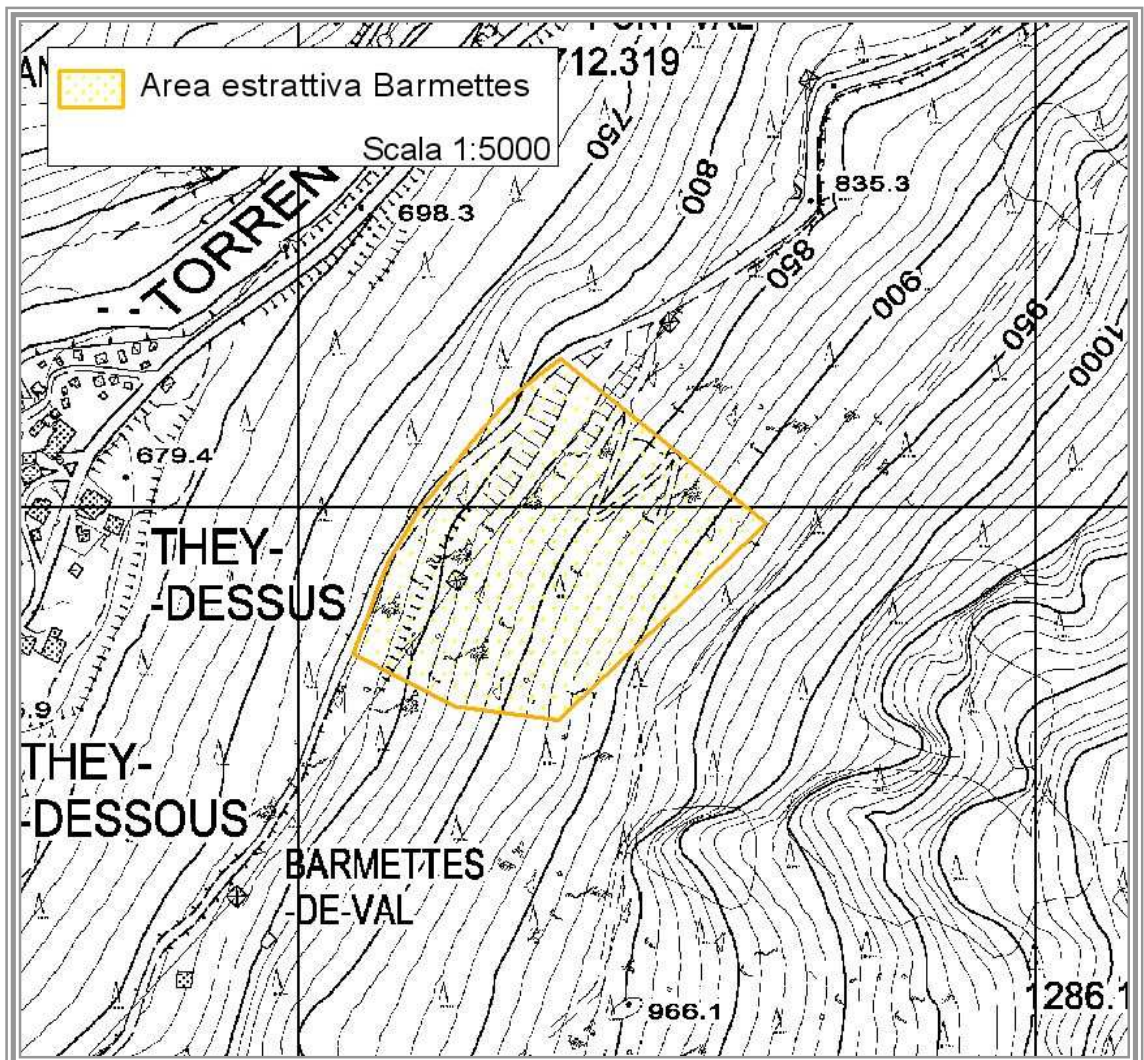 Area estrattiva Barmettes
Scala 1:5000
712.319
750
800
835.3
698.3
TORREN
850
900
950
1000
679.4
THEY-
-DESSUS
THEY-
-DESSOUS
BARMETTES
-DE-VAL
966.1
1286.1